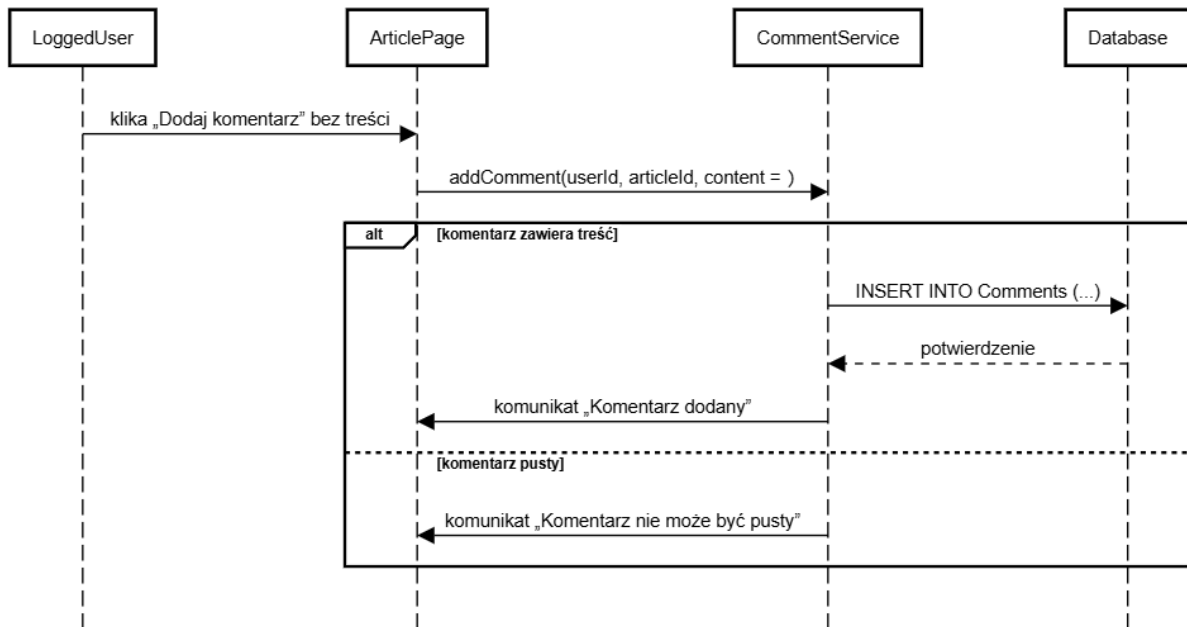 LoggedUser
ArticlePage
CommentService
Database
klika „Dodaj komentarz” bez treści
addComment(userId, articleId, content = )
alt
[komentarz zawiera treść]
INSERT INTO Comments (...)
potwierdzenie
komunikat „Komentarz dodany”
[komentarz pusty]
komunikat „Komentarz nie może być pusty”